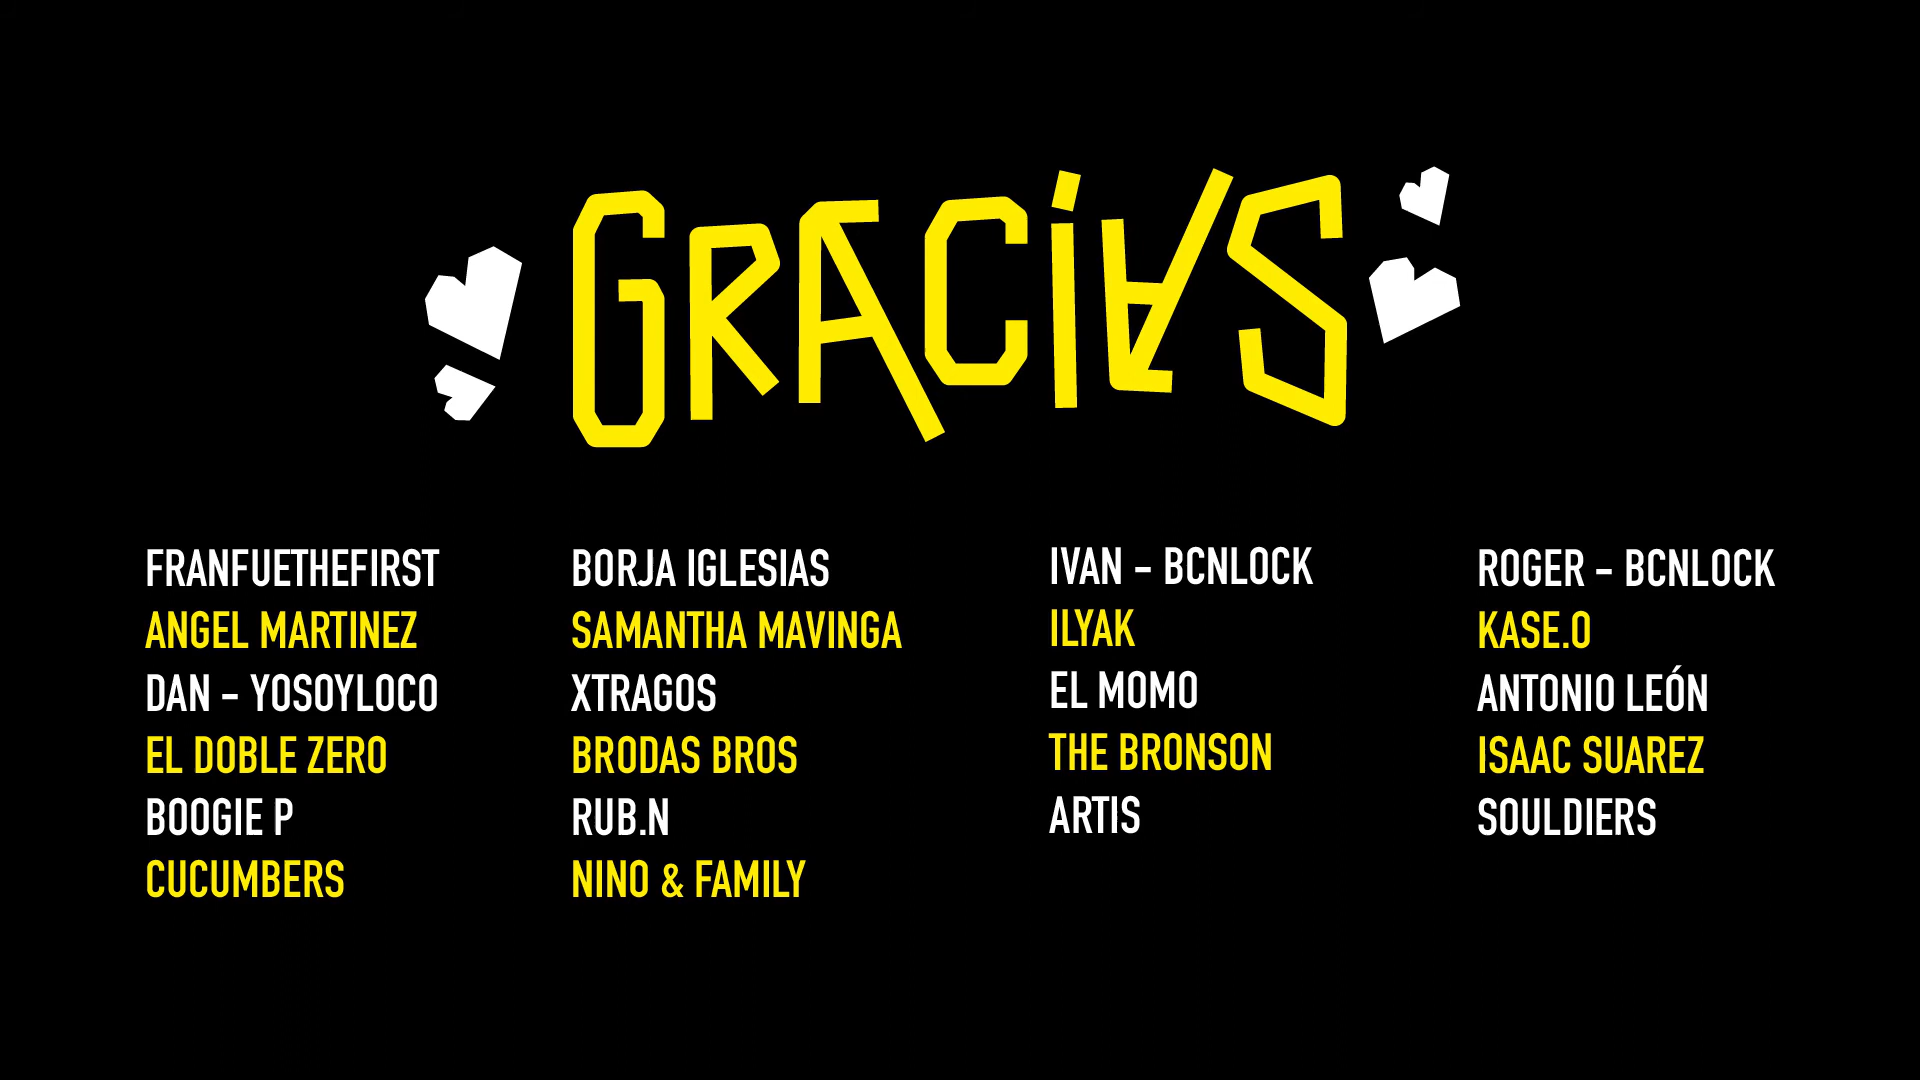 GRACIAS
FRANFUETHEFIRST
ANGEL MARTINEZ
DAN - YOSOYLOCO
EL DOBLE ZERO
BOOGIE P
CUCUMBERS
BORJA IGLESIAS
SAMANTHA MAVINGA
XTRAGOS
BRODAS BROS
RUB.N
NINO & FAMILY
IVAN - BCNLOCK
ILYAK
EL MOMO
THE BRONSON
ARTIS
ROGER - BCNLOCK
KASE.O
ANTONIO LEÓN
ISAAC SUAREZ
SOULDIERS